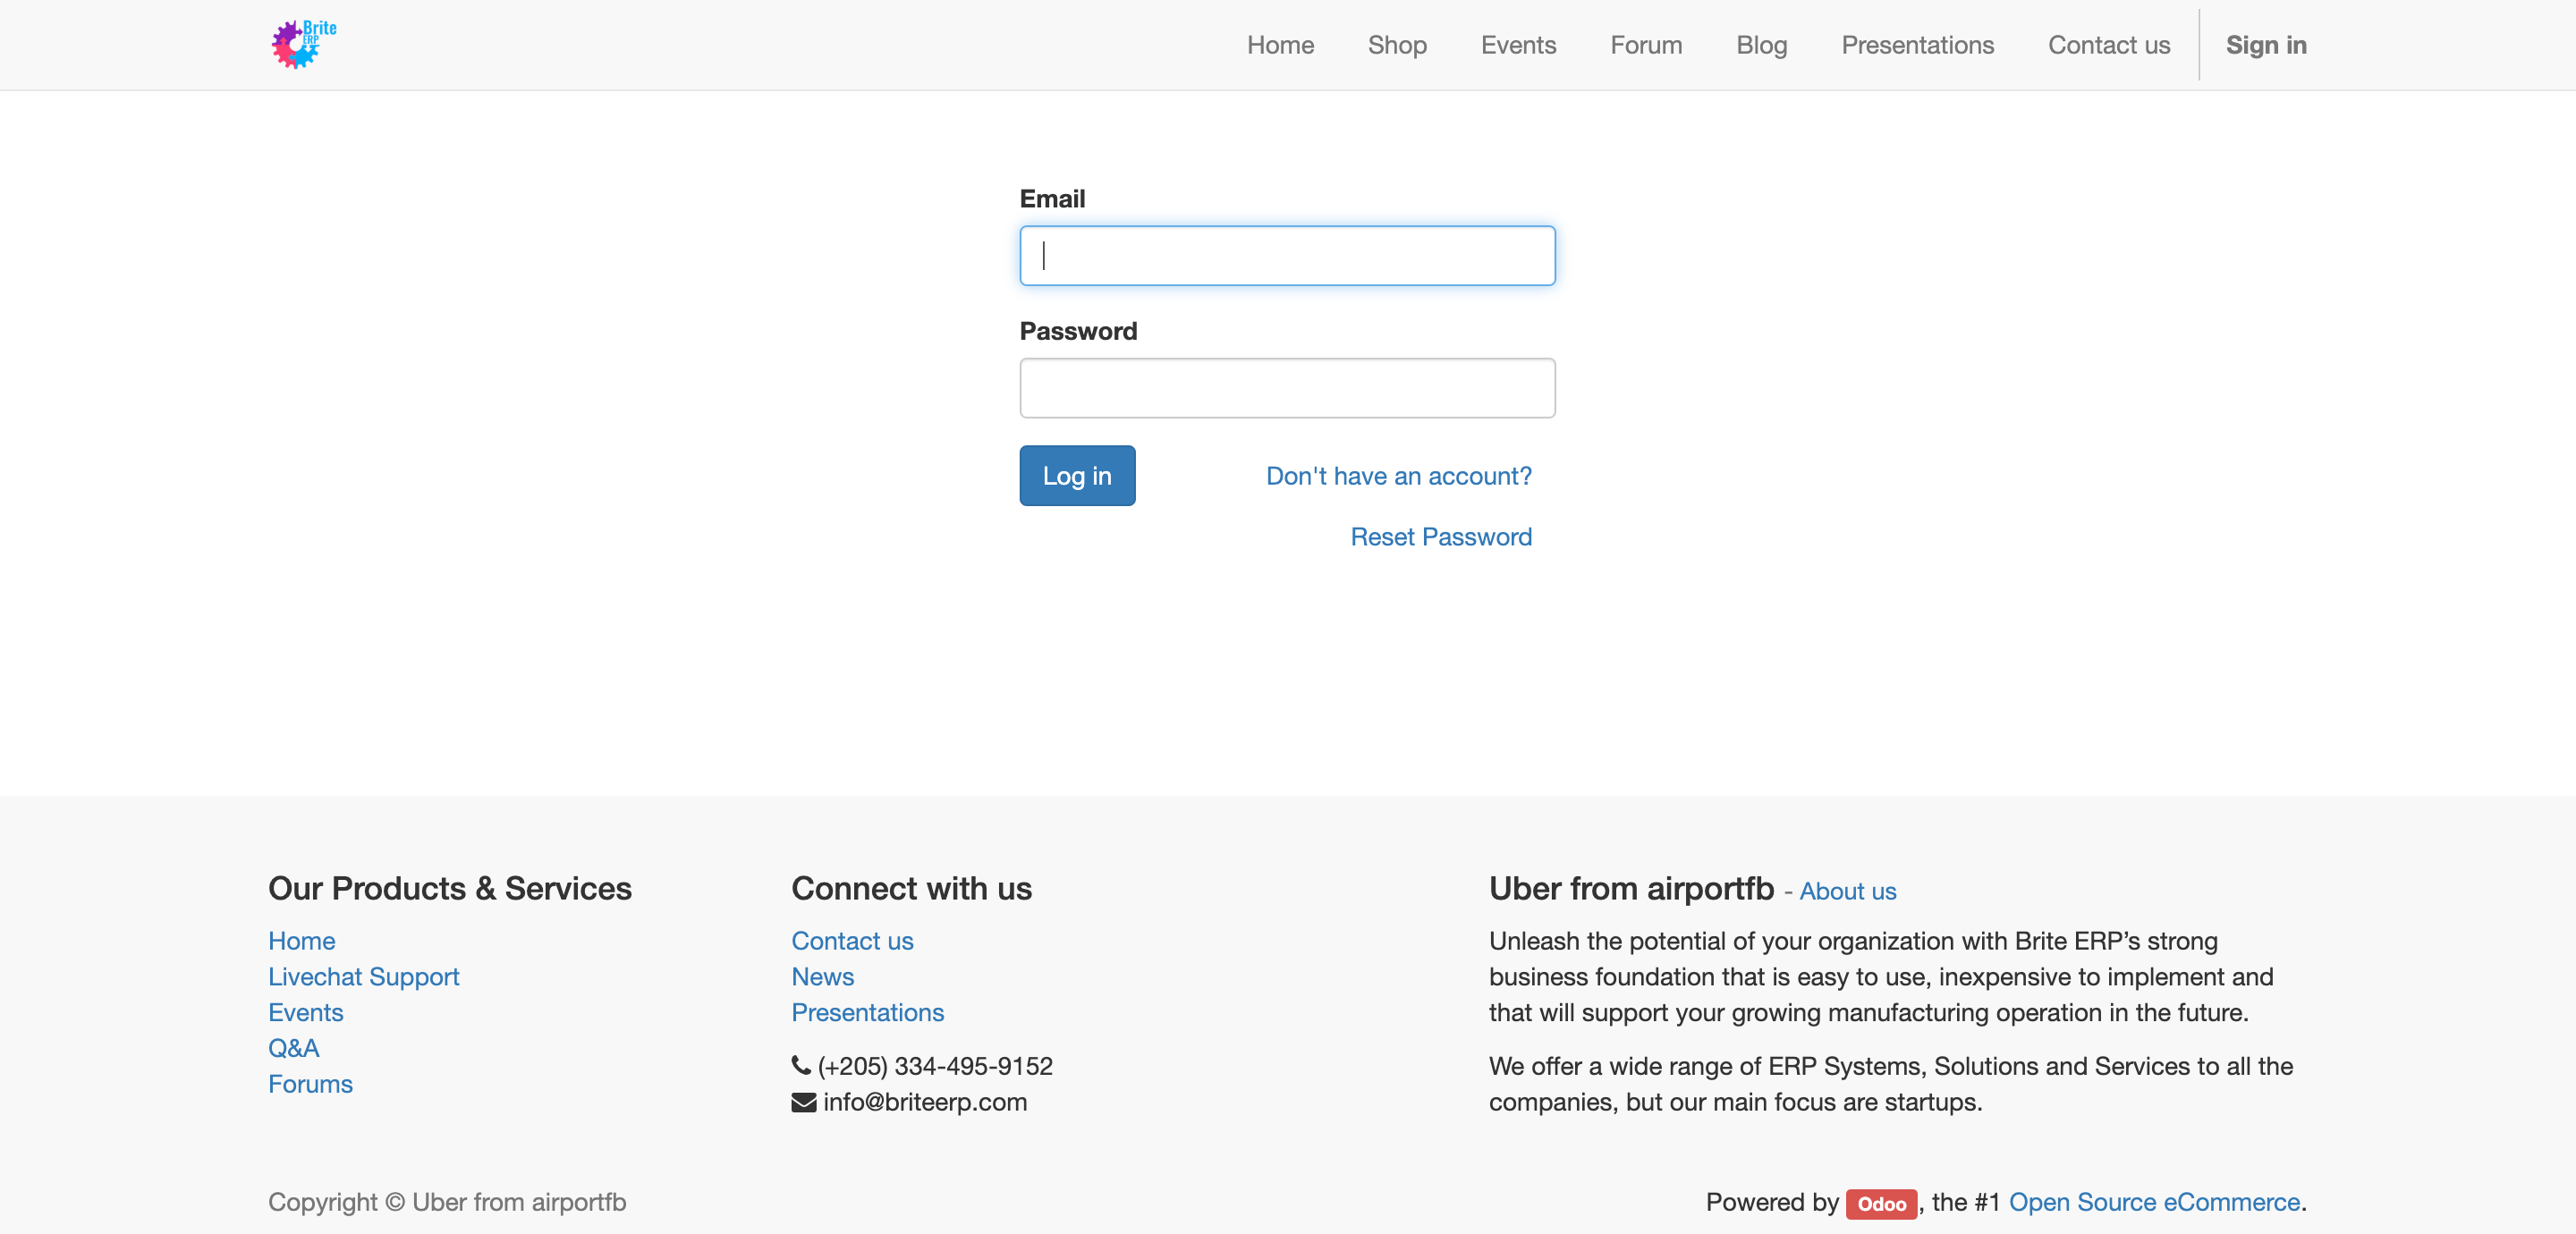 Brite
ERP
Home Shop Events Forum Blog Presentations Contact us Sign in
Email
Password
Log in Don't have an account?
Reset Password
Our Products & Services
Home
Livechat Support
Events
Q&A
Forums
Connect with us
Contact us
News
Presentations
(+205) 334-495-9152
info@briteerp.com
Uber from airportfb - About us
Unleash the potential of your organization with Brite ERP’s strong
business foundation that is easy to use, inexpensive to implement and
that will support your growing manufacturing operation in the future.
We offer a wide range of ERP Systems, Solutions and Services to all the
companies, but our main focus are startups.
Copyright © Uber from airportfb
Powered by Odoo, the #1 Open Source eCommerce.